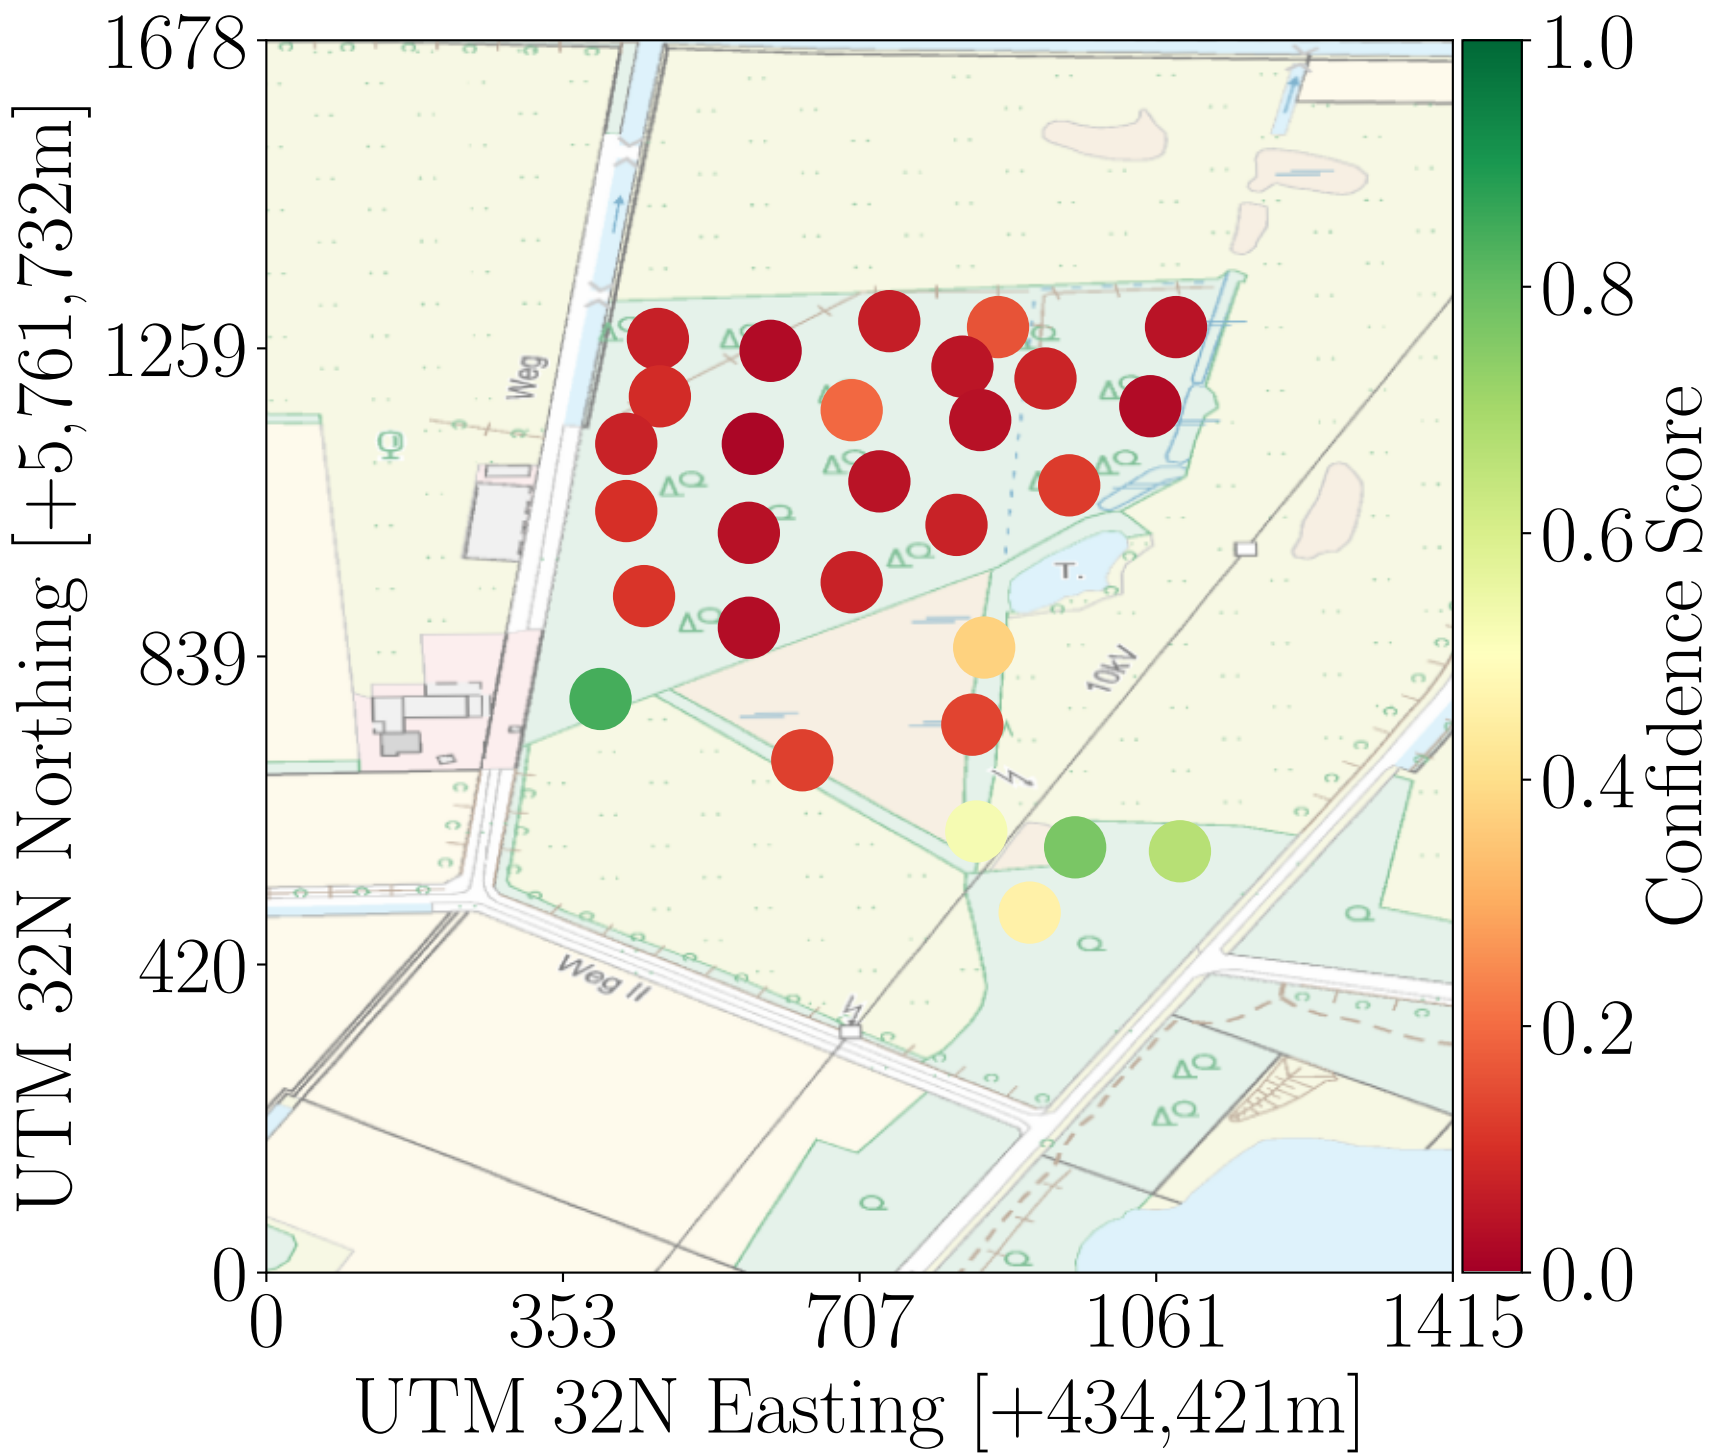 1678
1259
839
420
0
UTM 32N Northing [+5,761,732m]
Weg
T.
10kV
Weg II
0
353
707
1061
1415
UTM 32N Easting [+434,421m]
1.0
0.8
0.6
0.4
0.2
0.0
Confidence Score